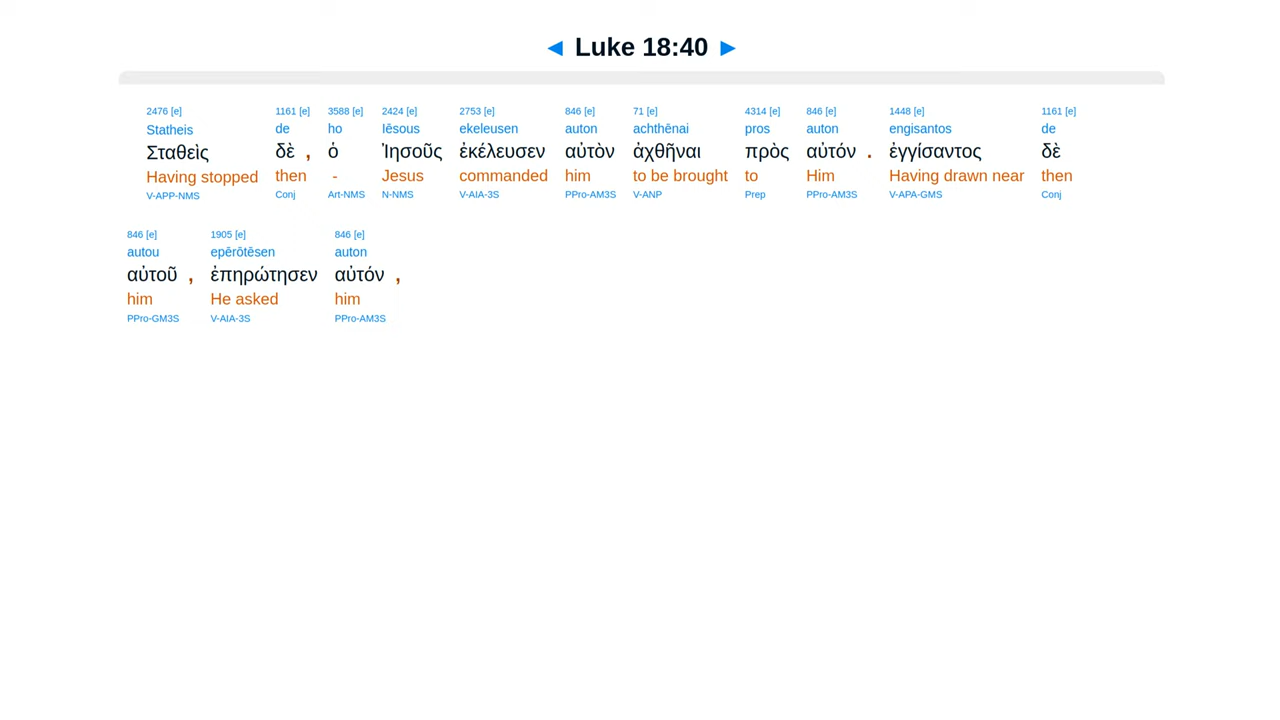 ◄ Luke 18:40 ►
2476 [e] 1161 [e] 3588 [e] 2424 [e] 2753 [e] 846 [e] 71 [e] 4314 [e] 846 [e] 1448 [e] 1161 [e]
Statheis de ho Iēsous ekeleusen auton achthēnai pros auton engisantos de
Σταθεὶς δὲ , ὁ Ἰησοῦς ἐκέλευσεν αὐτὸν ἀχθῆναι πρὸς αὐτόν . ἐγγίσαντος δὲ
Having stopped then - Jesus commanded him to be brought to Him Having drawn near then
V-APP-NMS Conj Art-NMS N-NMS V-AIA-3S PPro-AM3S V-ANP Prep PPro-AM3S V-APA-GMS Conj
846 [e] 1905 [e] 846 [e]
autou epērōtēsen auton
αὐτοῦ , ἐπηρώτησεν αὐτόν ,
him He asked him
PPro-GM3S V-AIA-3S PPro-AM3S